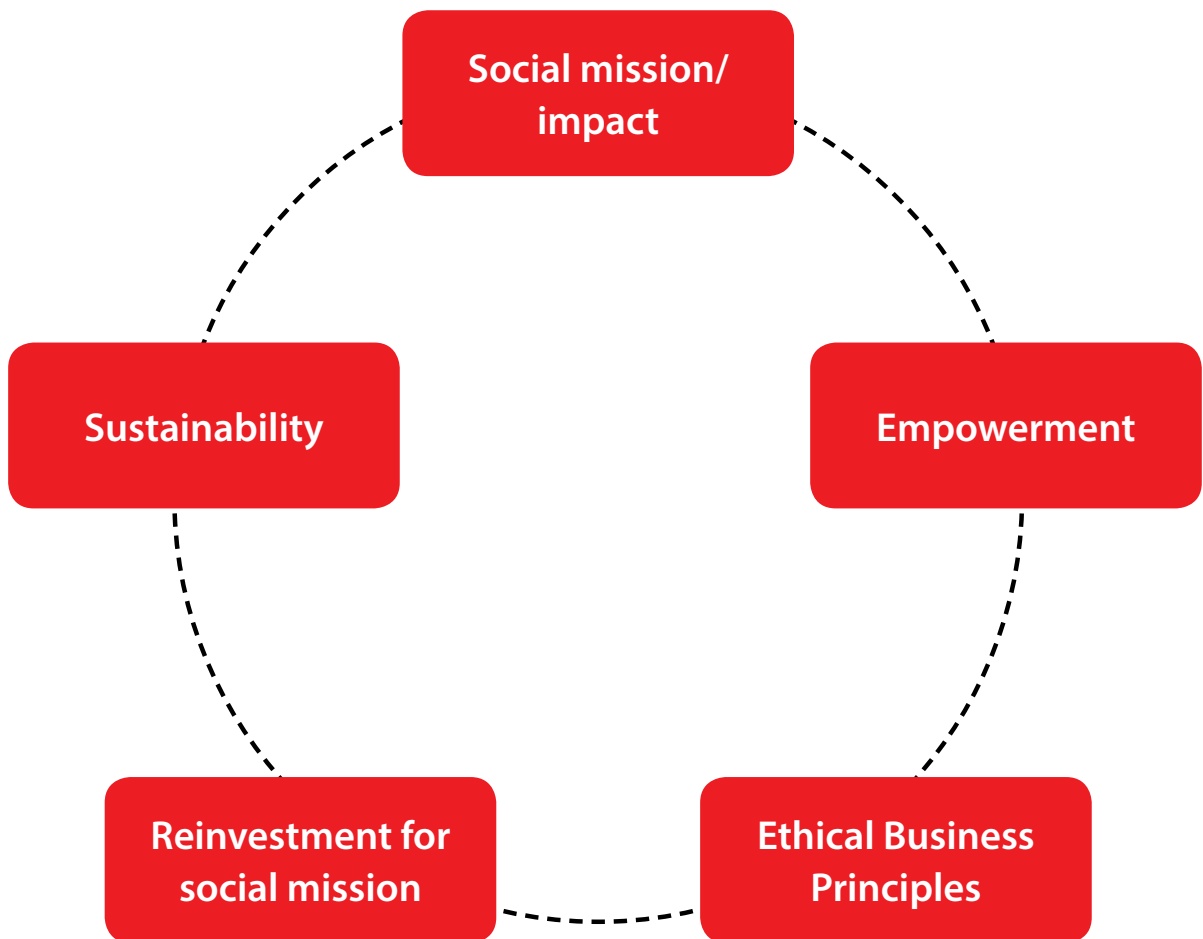 Social mission/
impact
Sustainability
Empowerment
Reinvestment for
social mission
Ethical Business
Principles